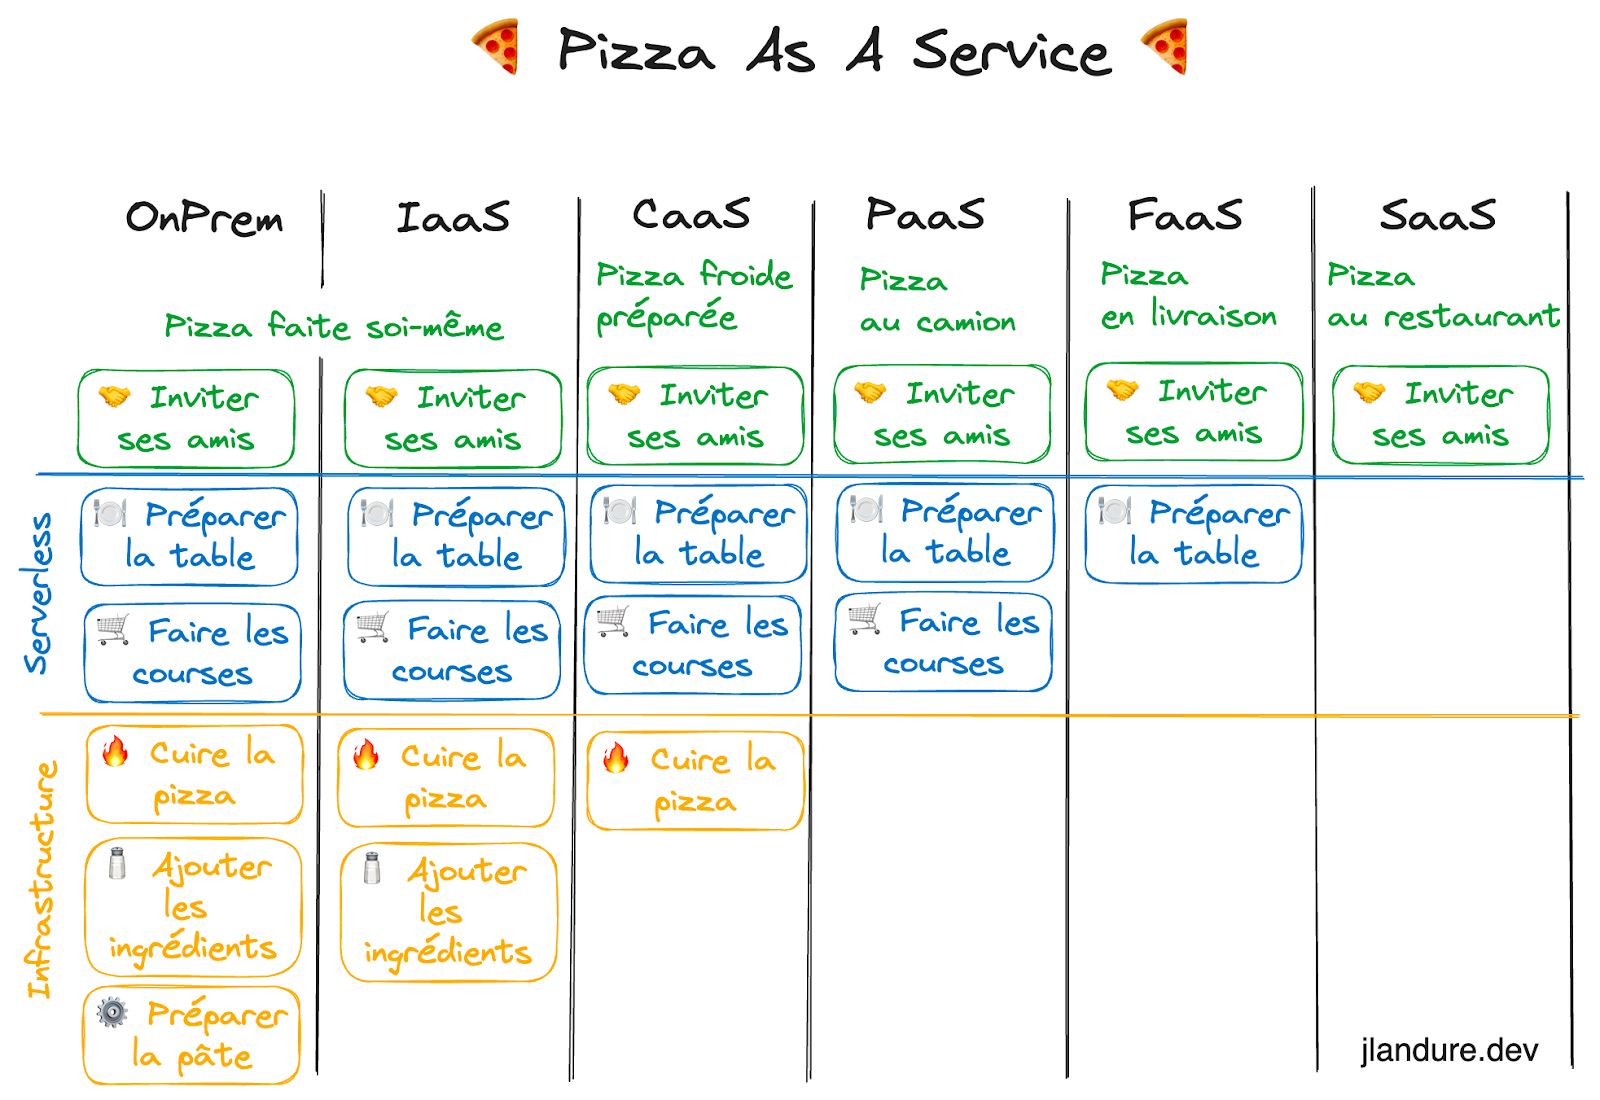 Pizza As A Service
OnPrem
IaaS
CaaS
PaaS
FaaS
SaaS
Pizza faite soi-même
Pizza froide
préparée
Pizza
au camion
Pizza
en livraison
Pizza
au restaurant
Inviter
ses amis
Inviter
ses amis
Inviter
ses amis
Inviter
ses amis
Inviter
ses amis
Inviter
ses amis
Serverless
Préparer
la table
Préparer
la table
Préparer
la table
Préparer
la table
Préparer
la table
Faire les
courses
Faire les
courses
Faire les
courses
Faire les
courses
Infrastructure
Cuire la
pizza
Cuire la
pizza
Cuire la
pizza
Ajouter
les
ingrédients
Ajouter
les
ingrédients
Préparer
la pâte
jlandure.dev